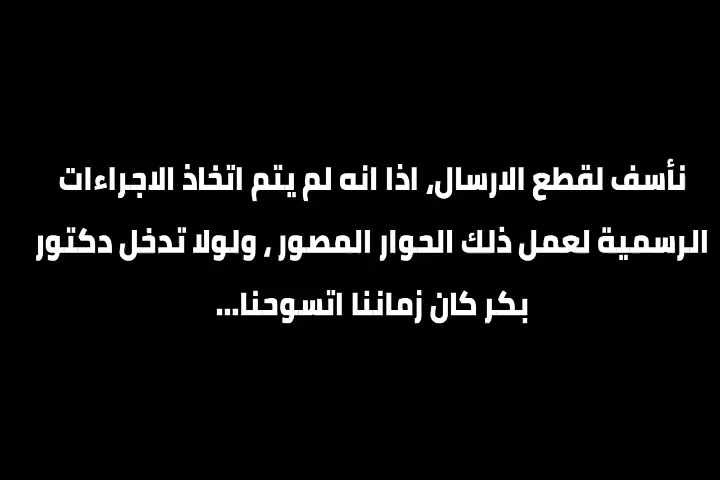 نأسف لقطع الارسال، اذا انه لم يتم اتخاذ الاجراءات
الرسمية لعمل ذلك الحوار المصور , ولولا تدخل دكتور
بكر كان زماننا اتسوحنا...